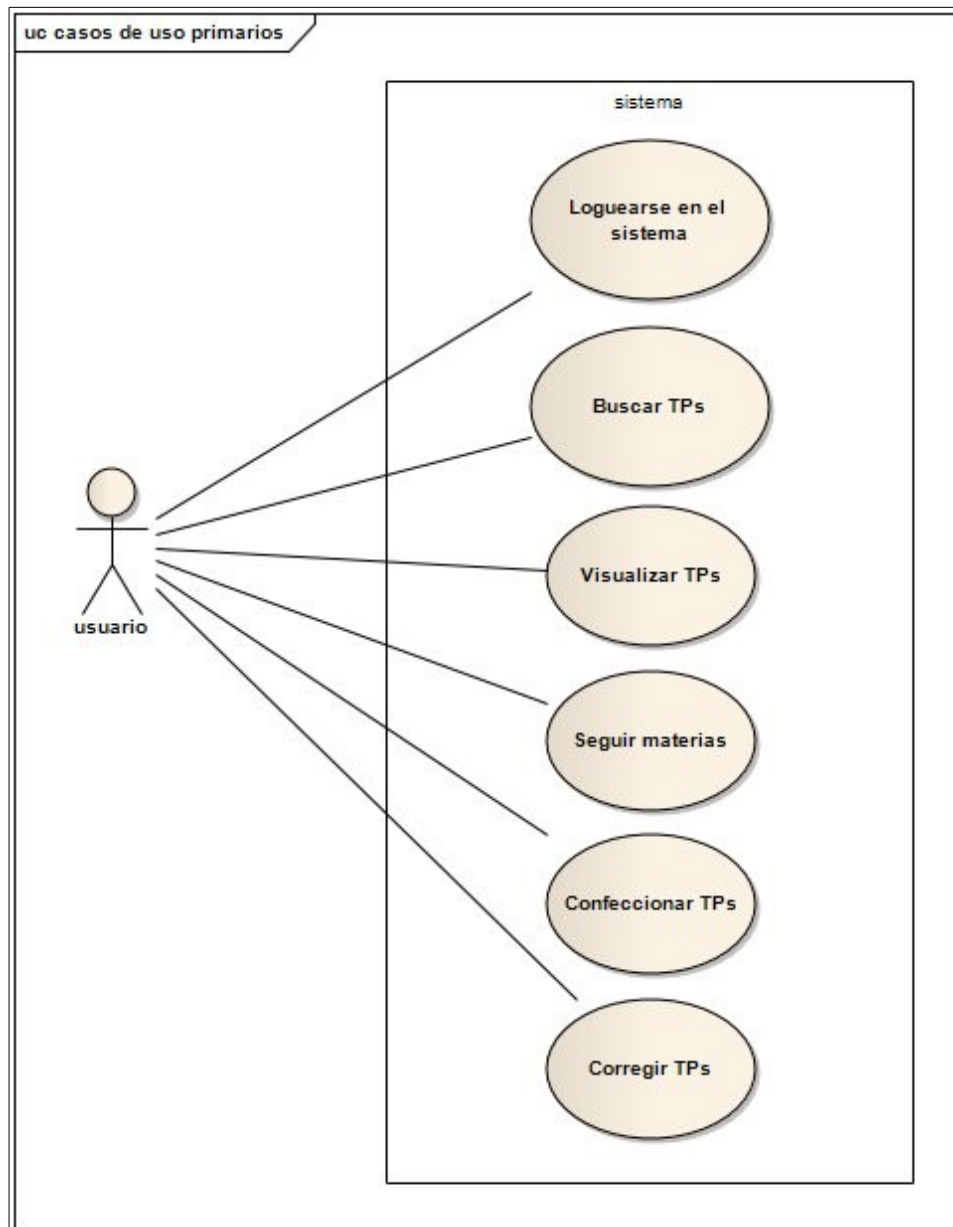 uc casos de uso primarios
sistema
Loguearse en el
sistema
Buscar TPs
Visualizar TPs
usuario
Seguir materias
Confeccionar TPs
Corregir TPs